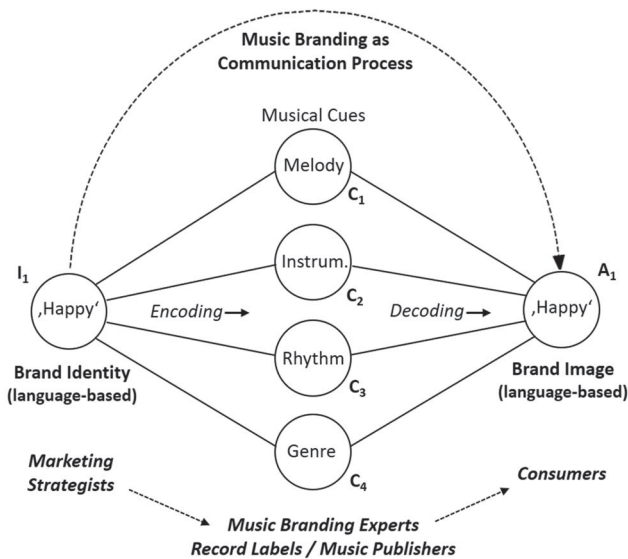 Music Branding as
Communication Process
Musical Cues
Melody
C1
I1
Instrum.
A1
C2
‚Happy‘
Encoding →
Decoding →
‚Happy‘
Rhythm
Brand Identity
(language-based)
Brand Image
(language-based)
C3
Genre
C4
Marketing
Strategists
Consumers
Music Branding Experts
Record Labels / Music Publishers